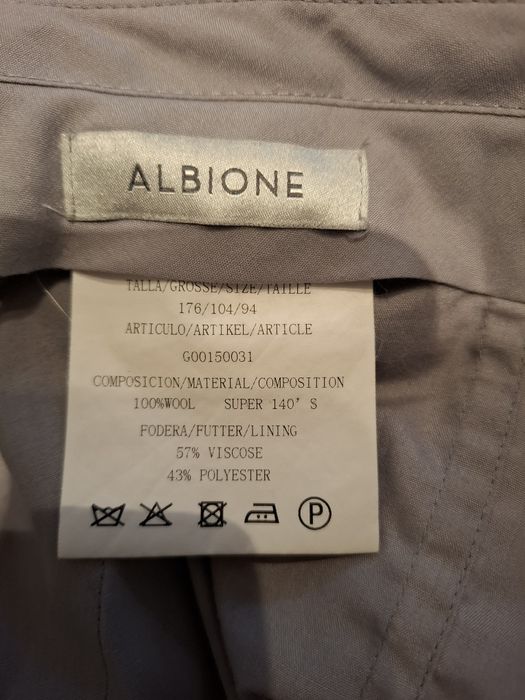 ALBIONE
TALLA/GROSSE/SIZE/TAILLE
176/104/94
ARTICULO/ARTIKEL/ARTICLE
G00150031
COMPOSICION/MATERIAL/COMPOSITION
100%WOOL SUPER 140' S
FODERA/FUTTER/LINING
57% VISCOSE
43% POLYESTER
P